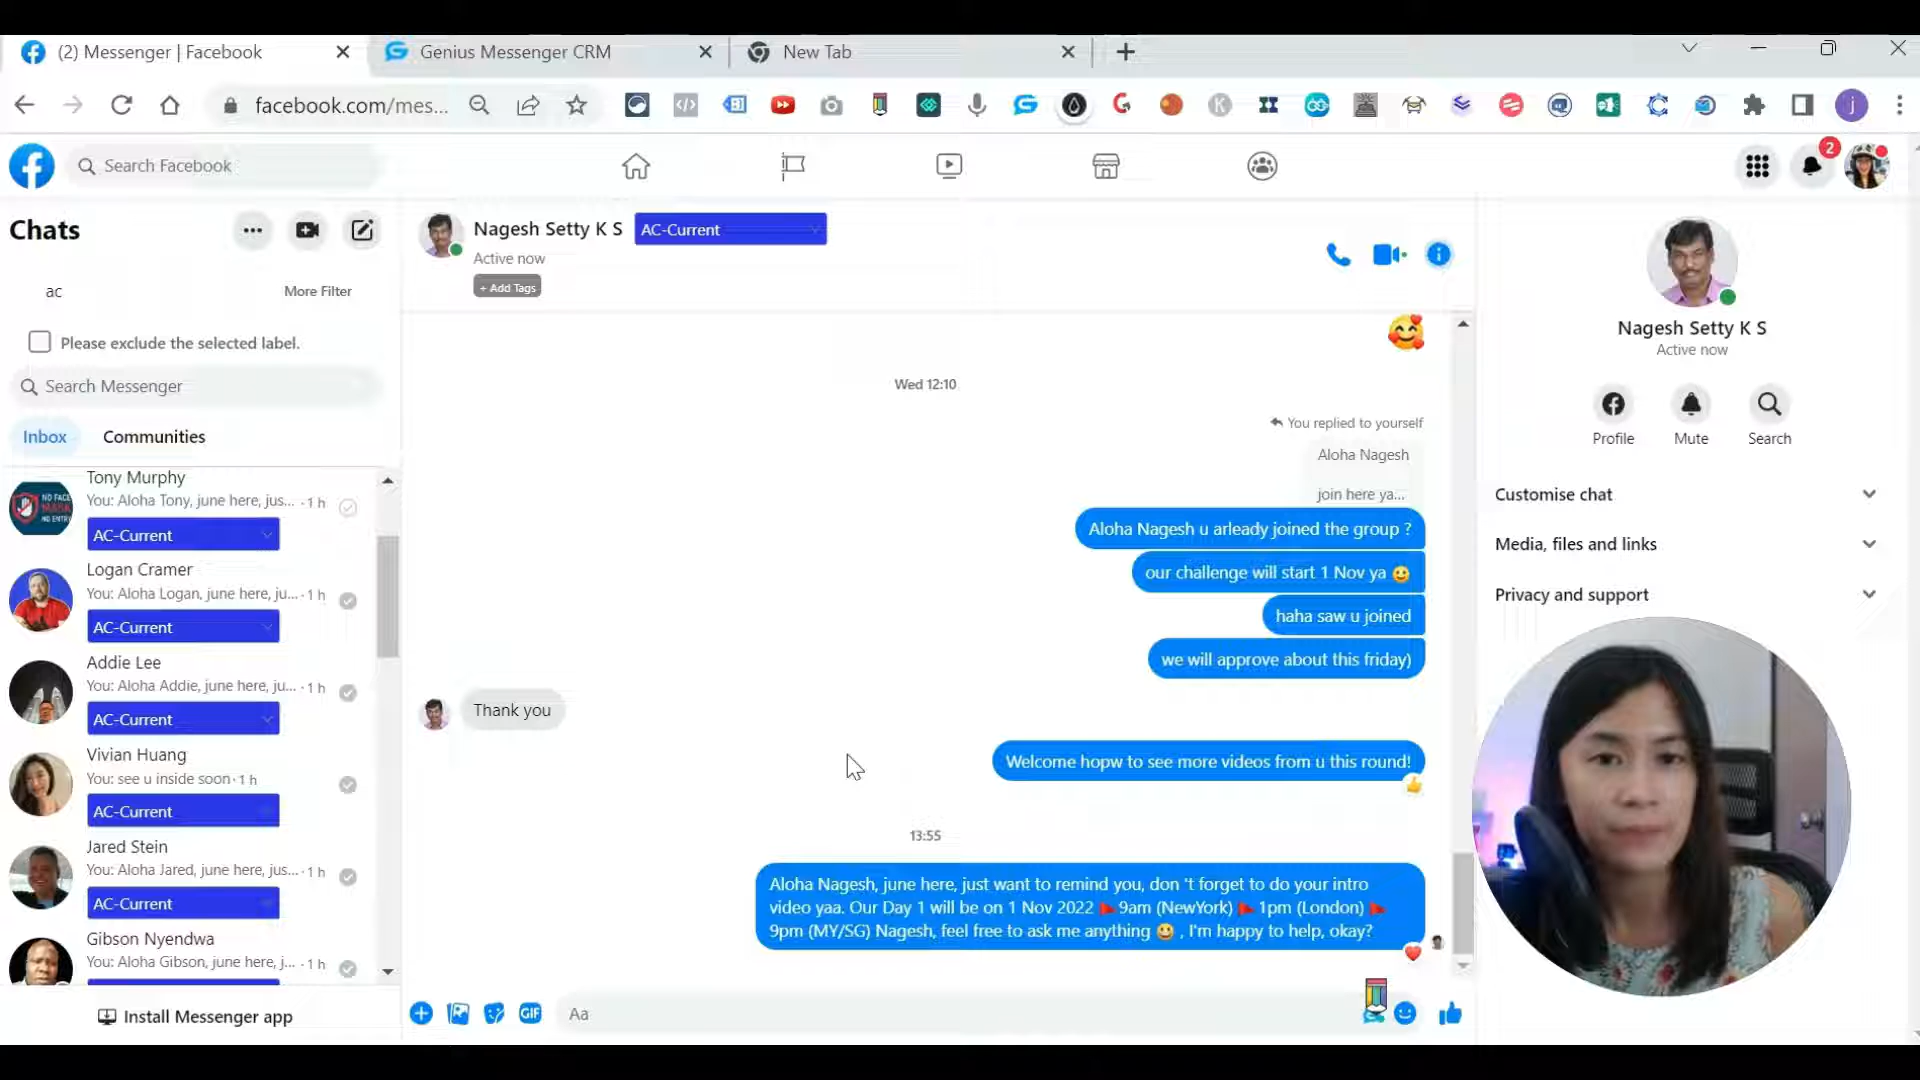 (2) Messenger | Facebook
Genius Messenger CRM
New Tab
facebook.com/mes...
Search Facebook
2
Chats
ac
More Filter
Please exclude the selected label.
Search Messenger
Inbox
Communities
Tony Murphy
You: Aloha Tony, june here, jus... · 1 h
AC-Current
Logan Cramer
You: Aloha Logan, june here, ju... · 1 h
AC-Current
Addie Lee
You: Aloha Addie, june here, ju... · 1 h
AC-Current
Vivian Huang
You: see u inside soon · 1 h
AC-Current
Jared Stein
You: Aloha Jared, june here, jus... · 1 h
AC-Current
Gibson Nyendwa
You: Aloha Gibson, june here, j... · 1 h
Install Messenger app
Nagesh Setty K S
AC-Current
Active now
+ Add Tags
Wed 12:10
You replied to yourself
Aloha Nagesh
join here ya...
Aloha Nagesh u arleady joined the group ?
our challenge will start 1 Nov ya 😀
haha saw u joined
we will approve about this friday)
Thank you
Welcome hopw to see more videos from u this round!
13:55
Aloha Nagesh, june here, just want to remind you, don 't forget to do your intro
video yaa. Our Day 1 will be on 1 Nov 2022 🚩 9am (NewYork) 🚩 1pm (London) 🚩
9pm (MY/SG) Nagesh, feel free to ask me anything 😀 , I'm happy to help, okay?
GIF
Aa
Nagesh Setty K S
Active now
Profile
Mute
Search
Customise chat
Media, files and links
Privacy and support